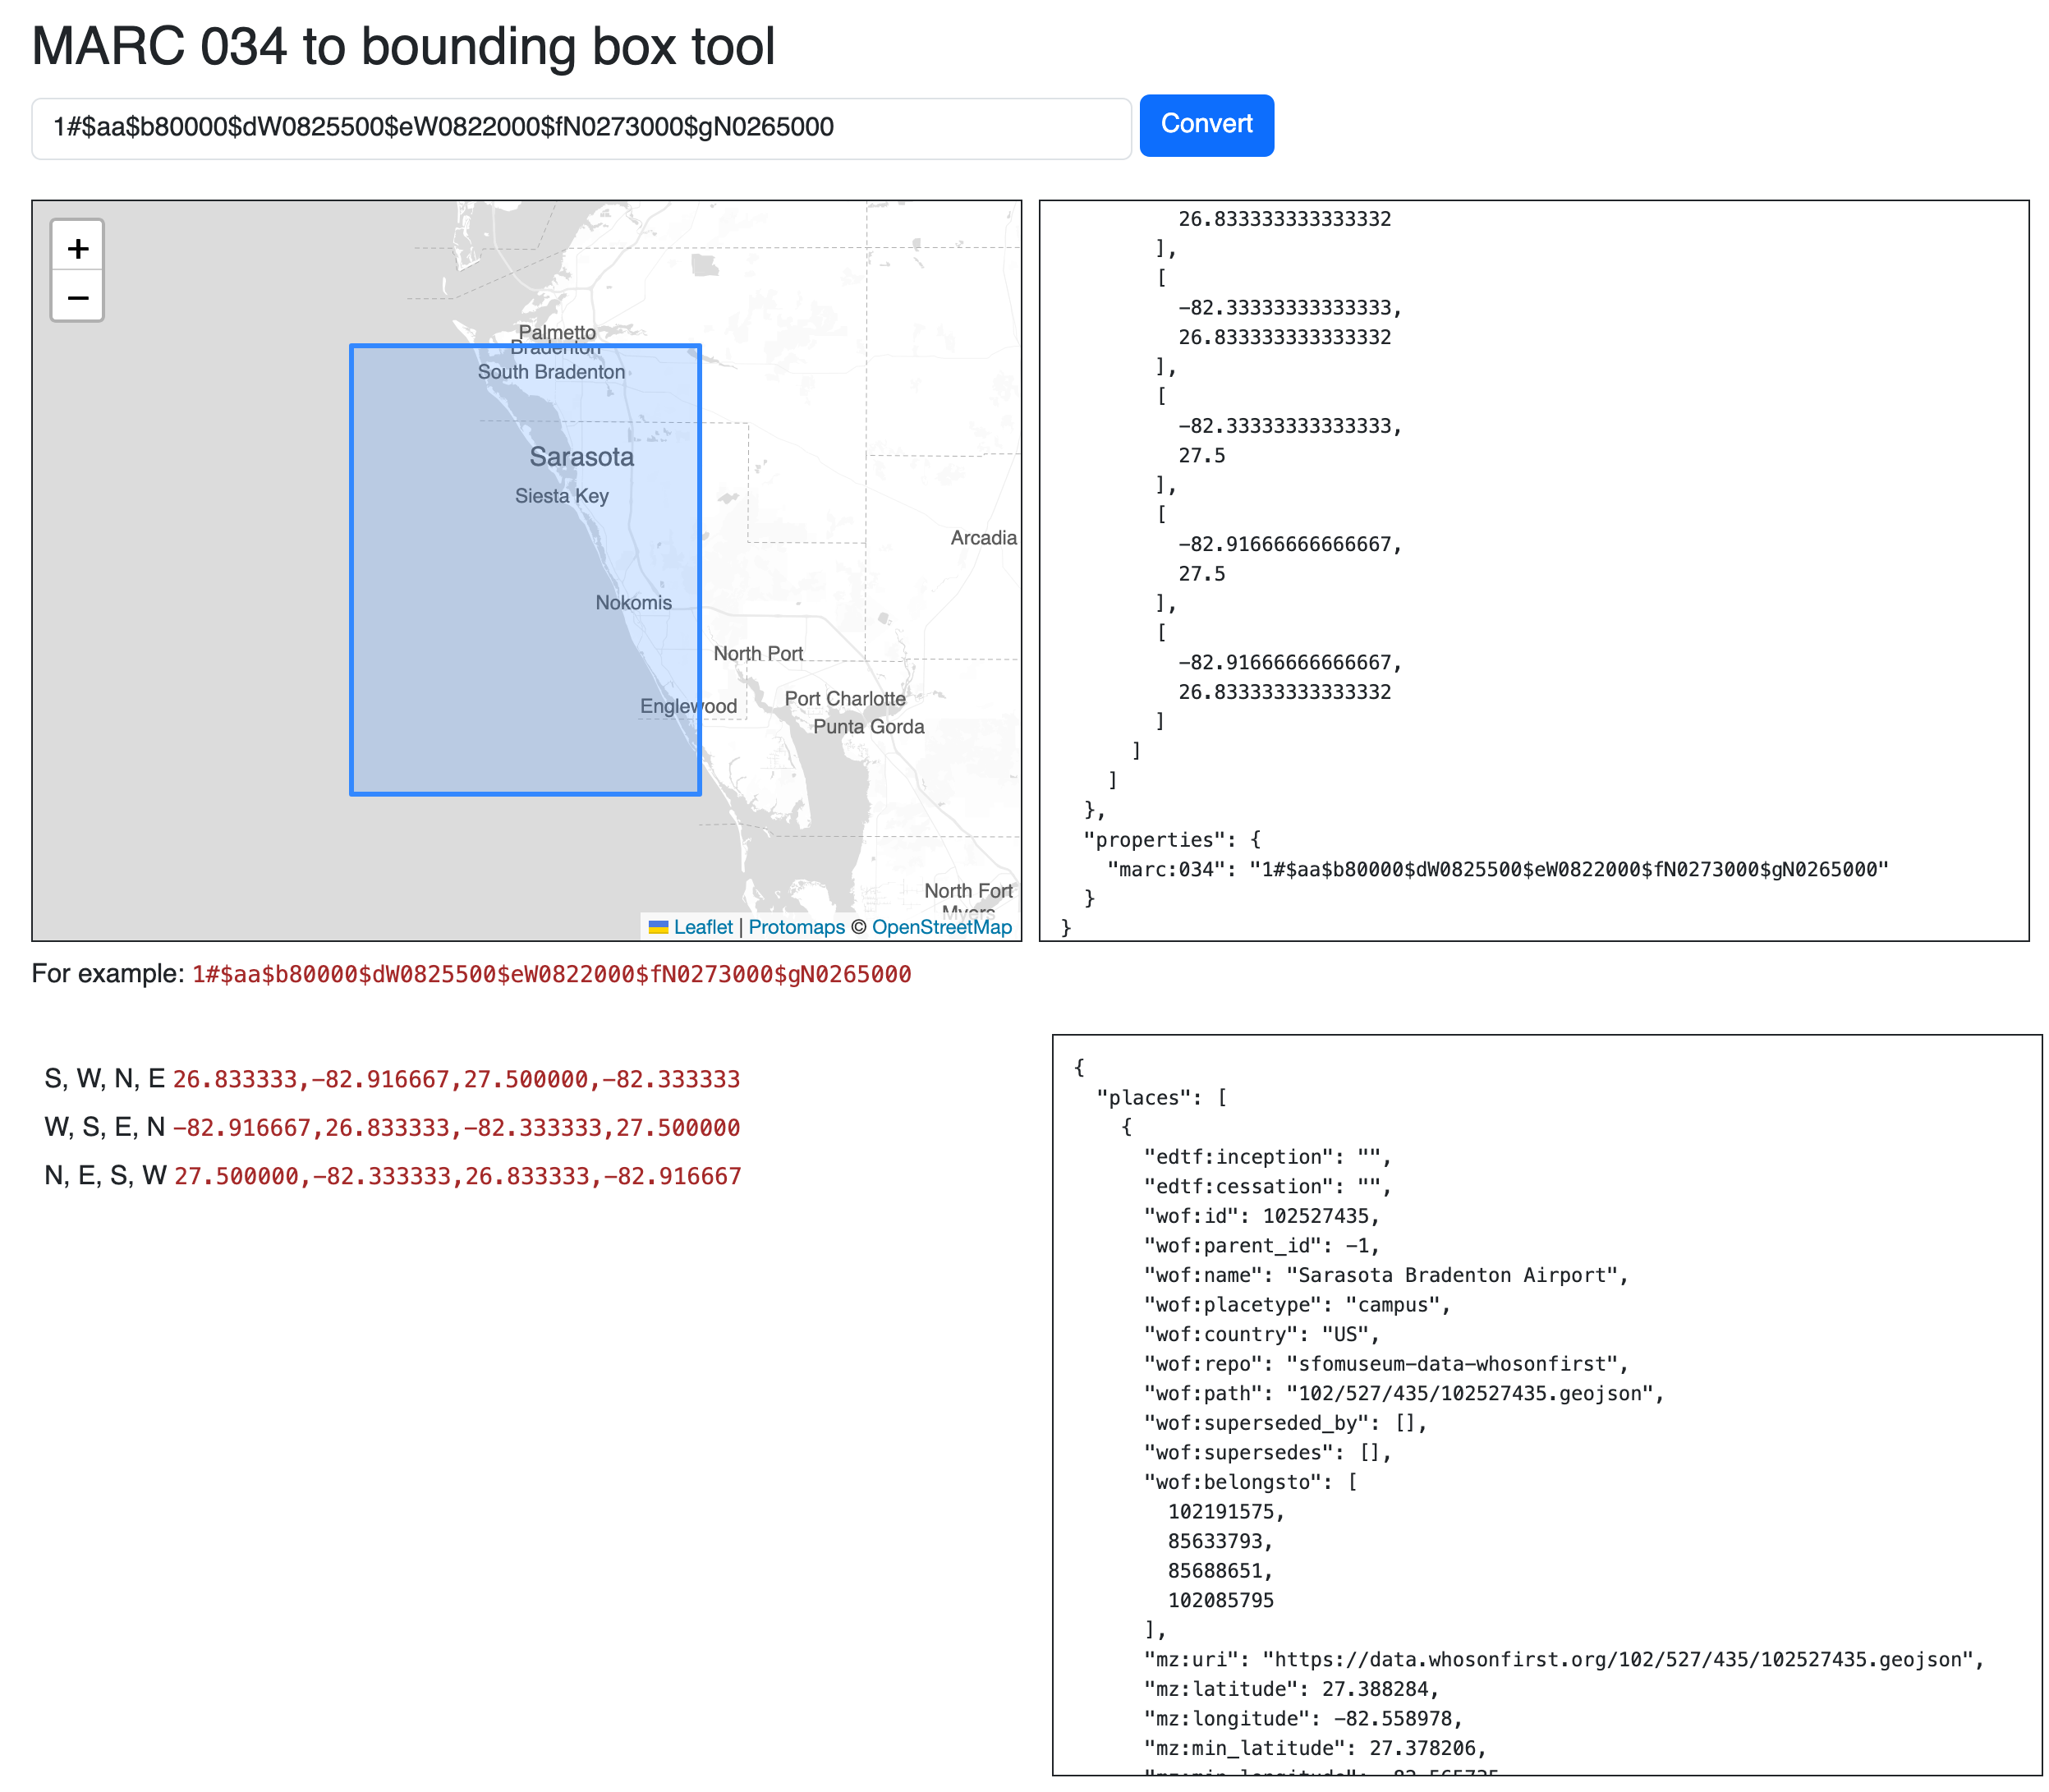 MARC 034 to bounding box tool
1#$aa$b80000$dW0825500$eW0822000$fN0273000$gN0265000
Convert
+
−
Palmetto
Bradenton
South Bradenton
Sarasota
Siesta Key
Arcadia
Nokomis
North Port
Englewood
Port Charlotte
Punta Gorda
North Fort
Myers
Leaflet | Protomaps © OpenStreetMap
26.833333333333332
],
[
-82.33333333333333,
26.833333333333332
],
[
-82.33333333333333,
27.5
],
[
-82.91666666666667,
27.5
],
[
-82.91666666666667,
26.833333333333332
]
]
]
},
"properties": {
"marc:034": "1#$aa$b80000$dW0825500$eW0822000$fN0273000$gN0265000"
}
}
For example: 1#$aa$b80000$dW0825500$eW0822000$fN0273000$gN0265000
S, W, N, E 26.833333,-82.916667,27.500000,-82.333333
W, S, E, N -82.916667,26.833333,-82.333333,27.500000
N, E, S, W 27.500000,-82.333333,26.833333,-82.916667
{
"places": [
{
"edtf:inception": "",
"edtf:cessation": "",
"wof:id": 102527435,
"wof:parent_id": -1,
"wof:name": "Sarasota Bradenton Airport",
"wof:placetype": "campus",
"wof:country": "US",
"wof:repo": "sfomuseum-data-whosonfirst",
"wof:path": "102/527/435/102527435.geojson",
"wof:superseded_by": [],
"wof:supersedes": [],
"wof:belongsto": [
102191575,
85633793,
85688651,
102085795
],
"mz:uri": "https://data.whosonfirst.org/102/527/435/102527435.geojson",
"mz:latitude": 27.388284,
"mz:longitude": -82.558978,
"mz:min_latitude": 27.378206,